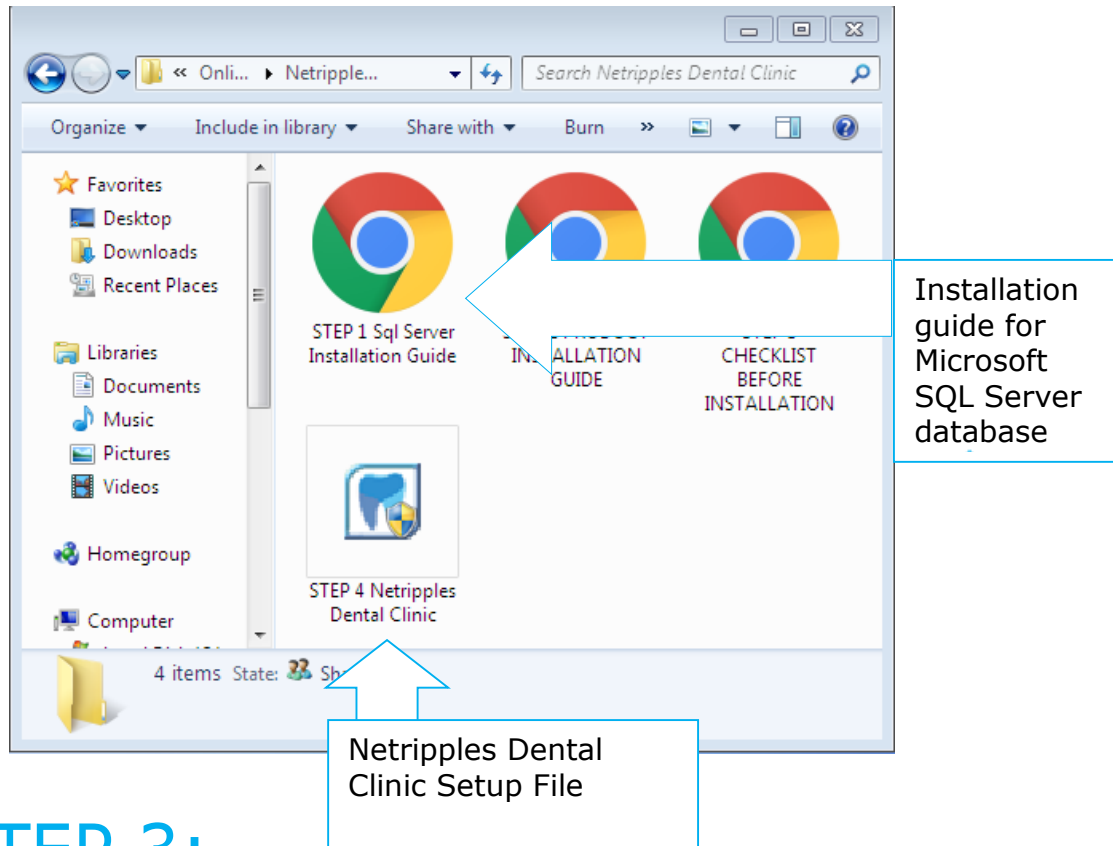 « Onli... Netripple... Search Netripples Dental Clinic
Organize Include in library Share with Burn »
Favorites
Desktop
Downloads
Recent Places
Libraries
Documents
Music
Pictures
Videos
Homegroup
Computer
STEP 1 Sql Server
Installation Guide
ALLATION
GUIDE
CHECKLIST
BEFORE
INSTALLATION
STEP 4 Netripples
Dental Clinic
4 items State:
Installation
guide for
Microsoft
SQL Server
database
Netripples Dental
Clinic Setup File